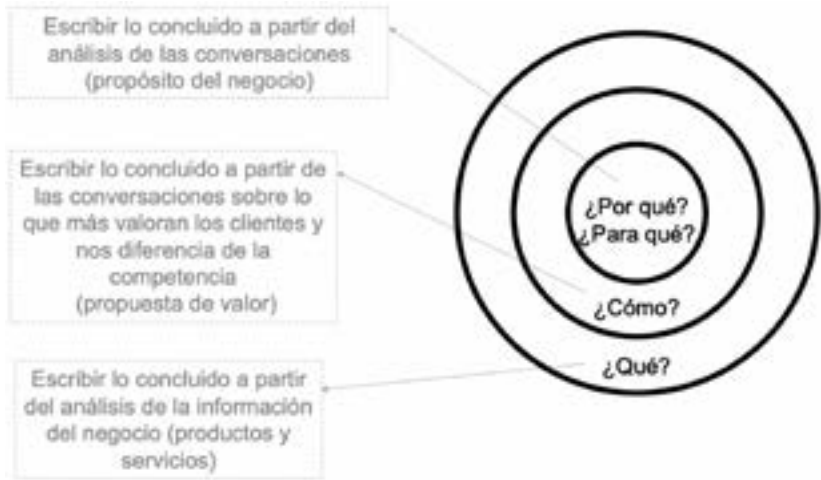 Escribir lo concluido a partir del
análisis de las conversaciones
(propósito del negocio)
Escribir lo concluido a partir de
las conversaciones sobre lo
que más valoran los clientes y
nos diferencia de la
competencia
(propuesta de valor)
Escribir lo concluido a partir
del análisis de la información
del negocio (productos y
servicios)
¿Por qué?
¿Para qué?
¿Cómo?
¿Qué?